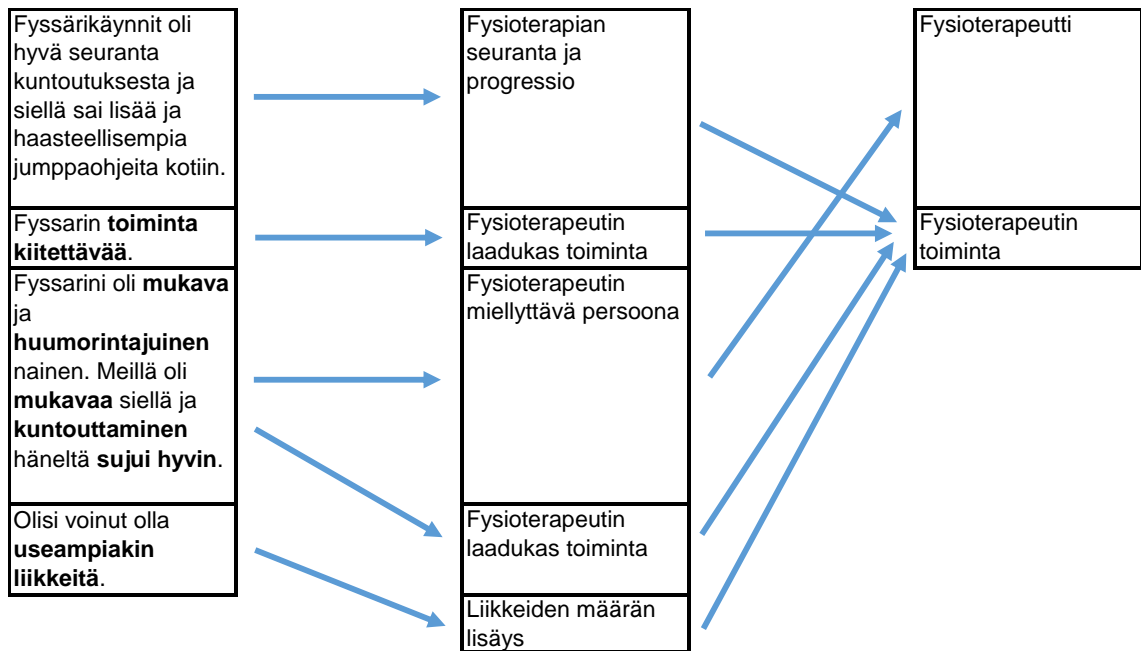 Fyssärikäynnit oli
hyvä seuranta
kuntoutuksesta ja
siellä sai lisää ja
haasteellisempia
jumppaohjeita kotiin.
Fyssarin toiminta
kiitettävää.
Fyssarini oli mukava
ja
huumorintajuinen
nainen. Meillä oli
mukavaa siellä ja
kuntouttaminen
häneltä sujui hyvin.
Olisi voinut olla
useampiakin
liikkeitä.
Fysioterapian
seuranta ja
progressio
Fysioterapeutin
laadukas toiminta
Fysioterapeutin
miellyttävä persoona
Fysioterapeutin
laadukas toiminta
Liikkeiden määrän
lisäys
Fysioterapeutti
Fysioterapeutin
toiminta